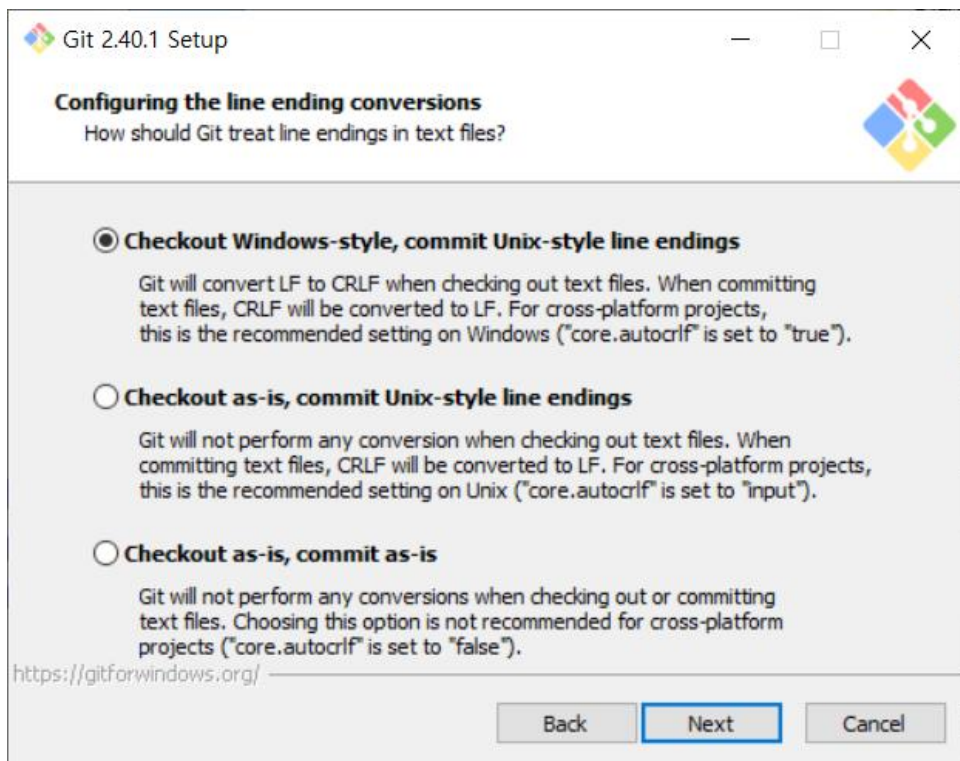 Git 2.40.1 Setup
Configuring the line ending conversions
How should Git treat line endings in text files?
Checkout Windows-style, commit Unix-style line endings
Git will convert LF to CRLF when checking out text files. When committing
text files, CRLF will be converted to LF. For cross-platform projects,
this is the recommended setting on Windows ("core.autocrlf" is set to "true").
Checkout as-is, commit Unix-style line endings
Git will not perform any conversion when checking out text files. When
committing text files, CRLF will be converted to LF. For cross-platform projects,
this is the recommended setting on Unix ("core.autocrlf" is set to "input").
Checkout as-is, commit as-is
Git will not perform any conversions when checking out or committing
text files. Choosing this option is not recommended for cross-platform
projects ("core.autocrlf" is set to "false").
https://gitforwindows.org/
Back Next Cancel